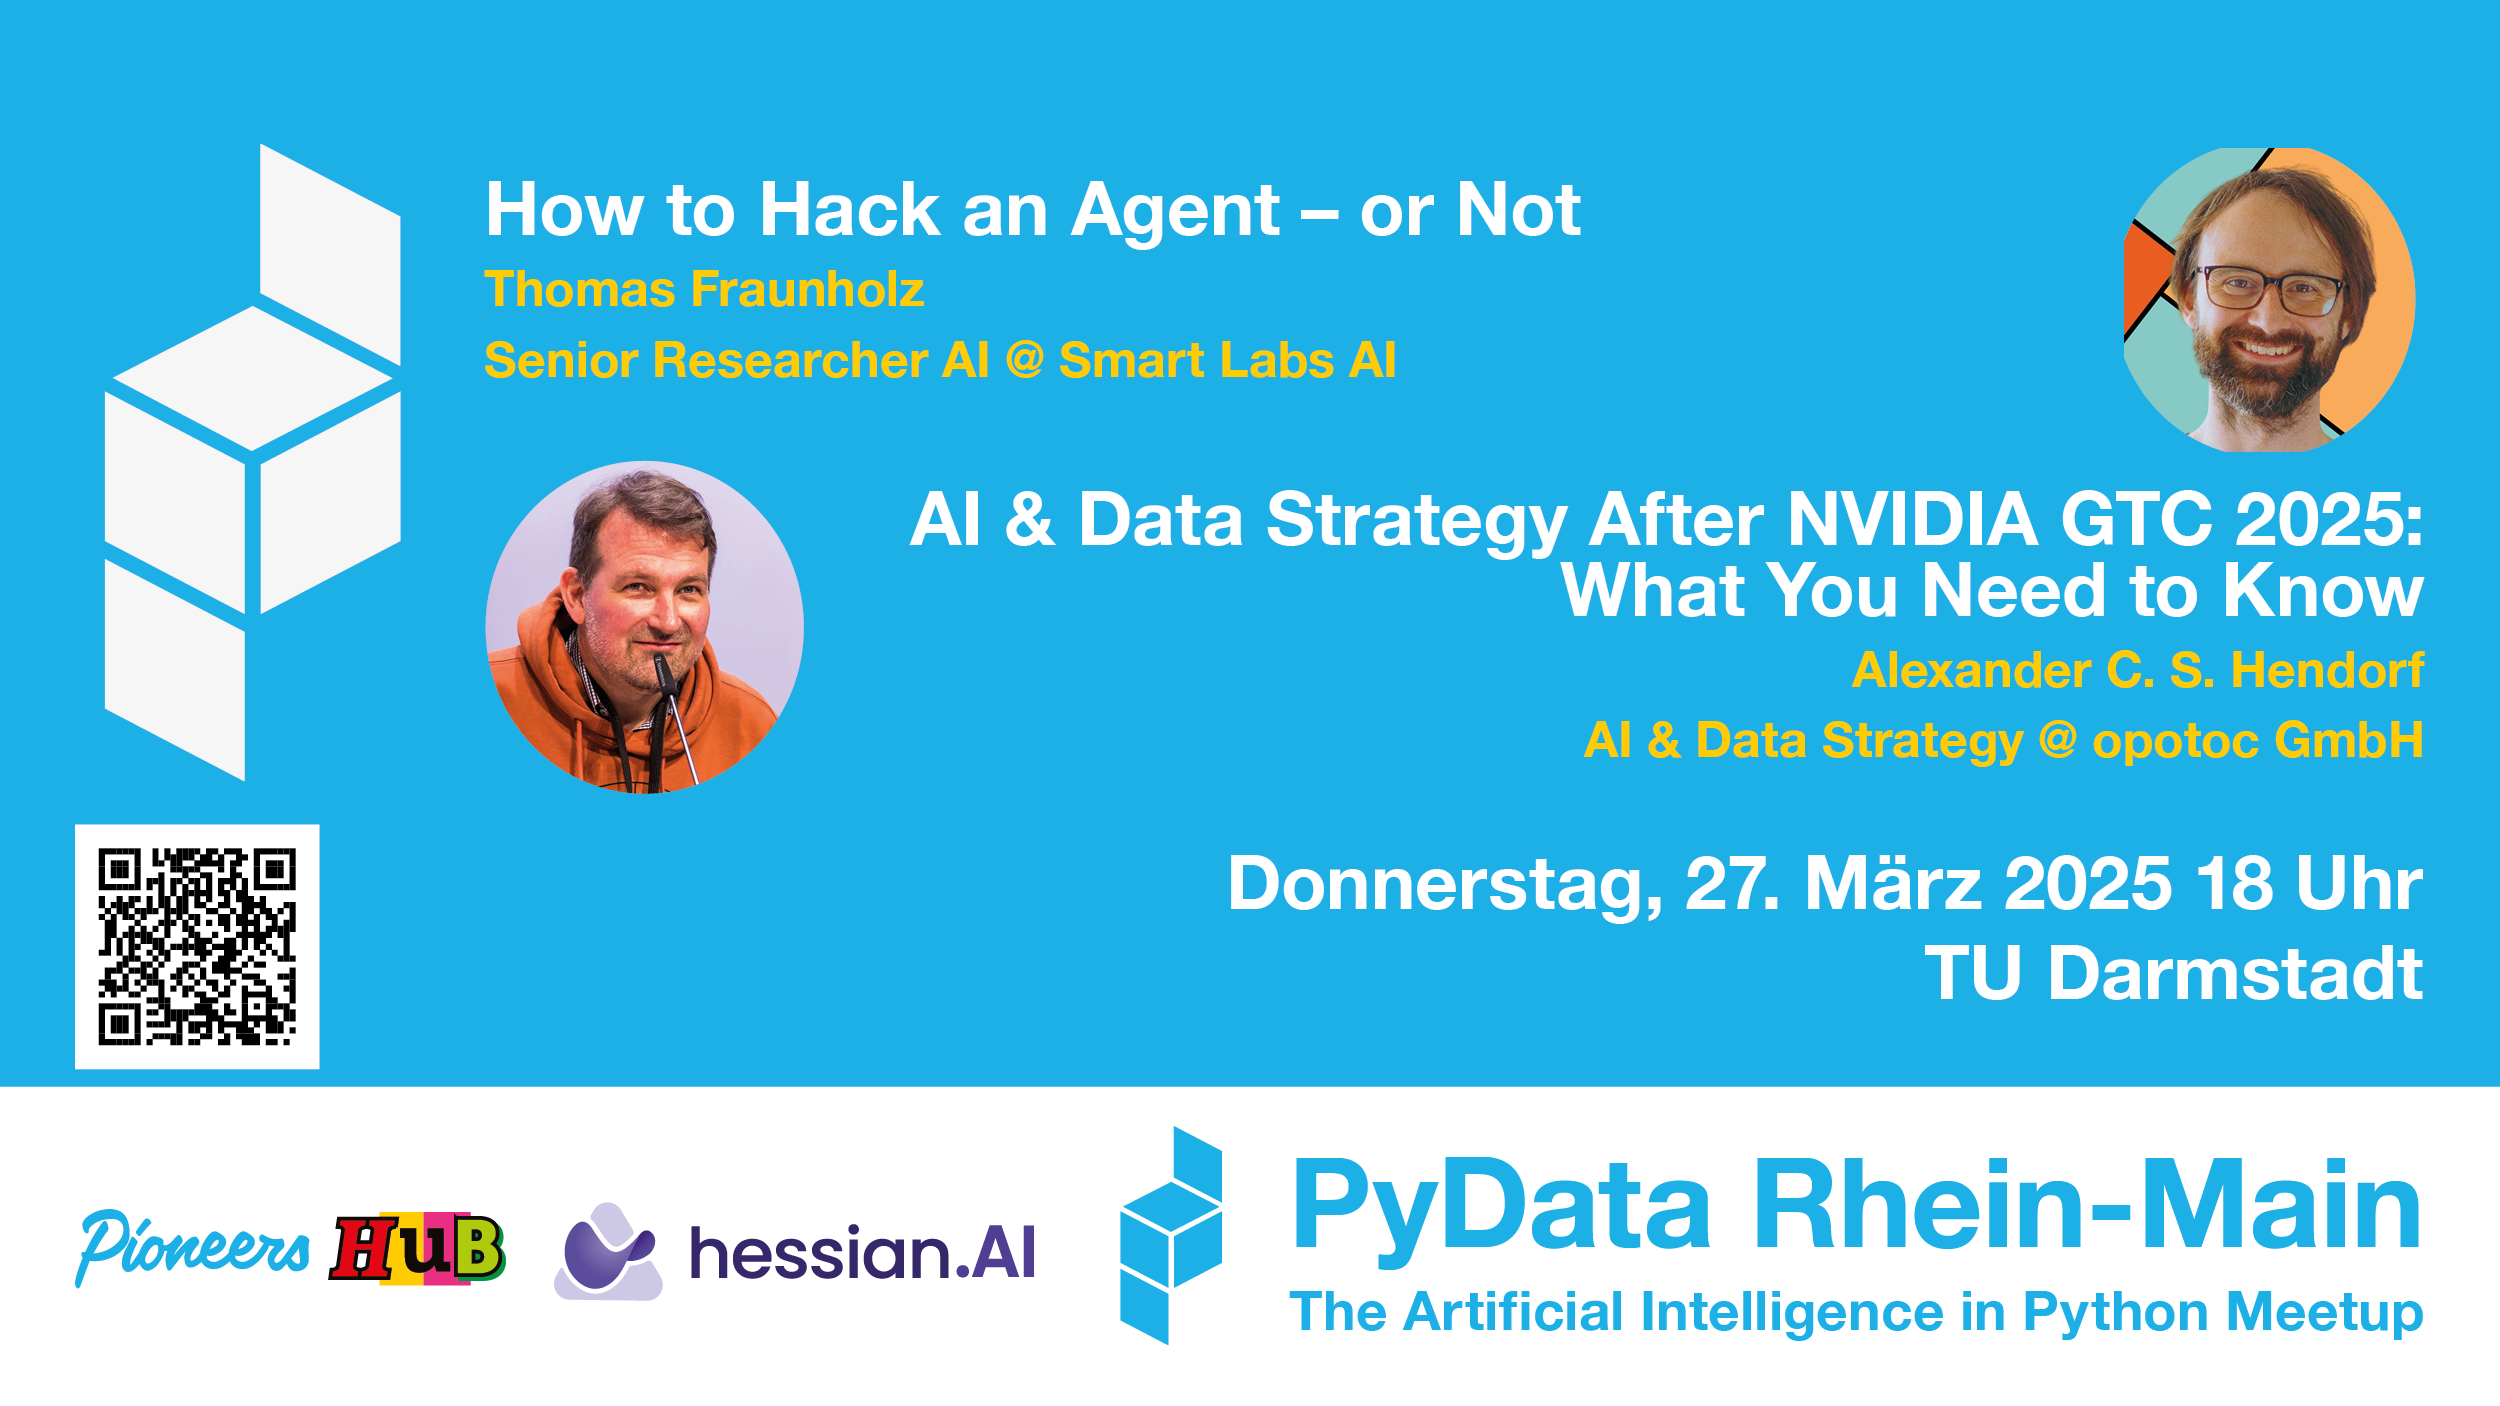 How to Hack an Agent – or Not
Thomas Fraunholz
Senior Researcher AI @ Smart Labs AI
AI & Data Strategy After NVIDIA GTC 2025:
What You Need to Know
Alexander C. S. Hendorf
AI & Data Strategy @ opotoc GmbH
Donnerstag, 27. März 2025 18 Uhr
TU Darmstadt
Pioneers HuB
hessian.AI
PyData Rhein-Main
The Artificial Intelligence in Python Meetup